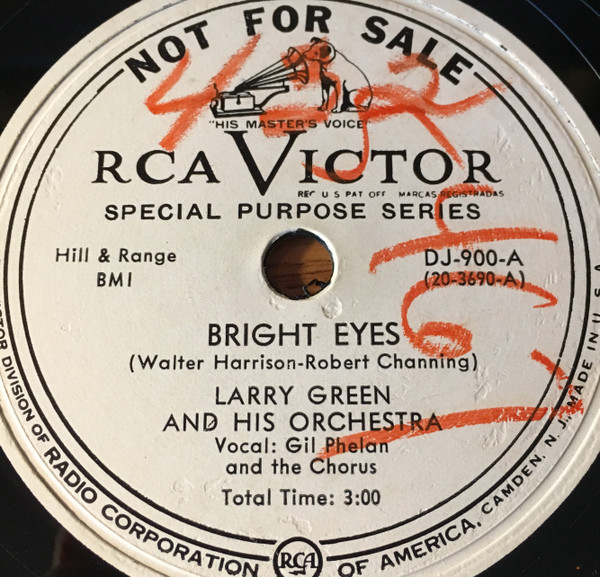 NOT FOR SALE
"HIS MASTER'S VOICE"
RCA VICTOR
REG U S PAT OFF MARCAS REGISTRADAS
SPECIAL PURPOSE SERIES
Hill & Range
BMI
DJ-900-A
(20-3690-A)
BRIGHT EYES
(Walter Harrison-Robert Channing)
LARRY GREEN
AND HIS ORCHESTRA
Vocal: Gil Phelan
and the Chorus
Total Time: 3:00
VICTOR DIVISION OF RADIO CORPORATION OF AMERICA, CAMDEN, N. J., MADE IN U. S. A.
RCA